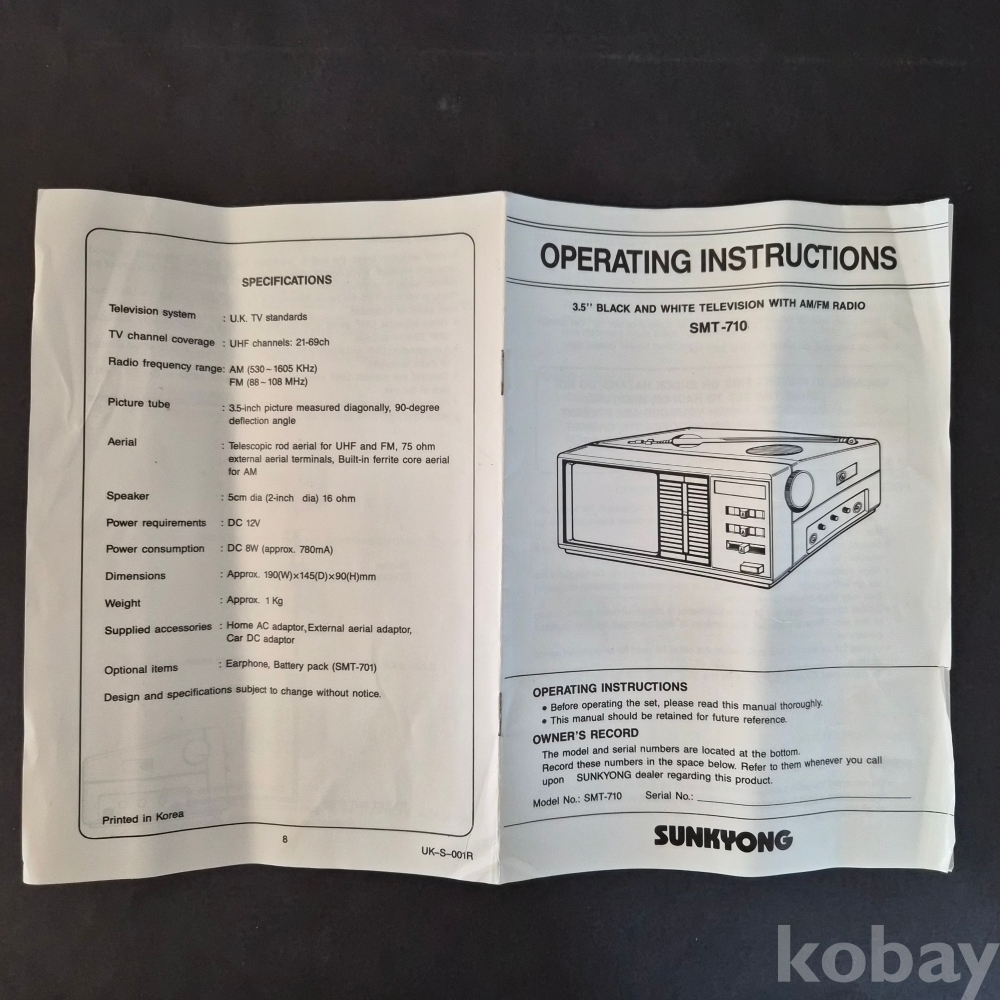 SPECIFICATIONS
Television system : U.K. TV standards
TV channel coverage : UHF channels: 21-69ch
Radio frequency range: AM (530~1605 KHz)
FM (88~108 MHz)
Picture tube : 3.5-inch picture measured diagonally, 90-degree
deflection angle
Aerial : Telescopic rod aerial for UHF and FM, 75 ohm
external aerial terminals, Built-in ferrite core aerial
for AM
Speaker : 5cm dia (2-inch dia) 16 ohm
Power requirements : DC 12V
Power consumption : DC 8W (approx. 780mA)
Dimensions : Approx. 190(W)×145(D)×90(H)mm
Weight : Approx. 1 Kg
Supplied accessories : Home AC adaptor, External aerial adaptor,
Car DC adaptor
Optional items : Earphone, Battery pack (SMT-701)
Design and specifications subject to change without notice.
Printed in Korea
8
UK-S-001R
OPERATING INSTRUCTIONS
3.5" BLACK AND WHITE TELEVISION WITH AM/FM RADIO
SMT-710
OPERATING INSTRUCTIONS
• Before operating the set, please read this manual thoroughly.
• This manual should be retained for future reference.
OWNER'S RECORD
The model and serial numbers are located at the bottom.
Record these numbers in the space below. Refer to them whenever you call
upon SUNKYONG dealer regarding this product.
Model No.: SMT-710 Serial No.:
SUNKYONG
kobay